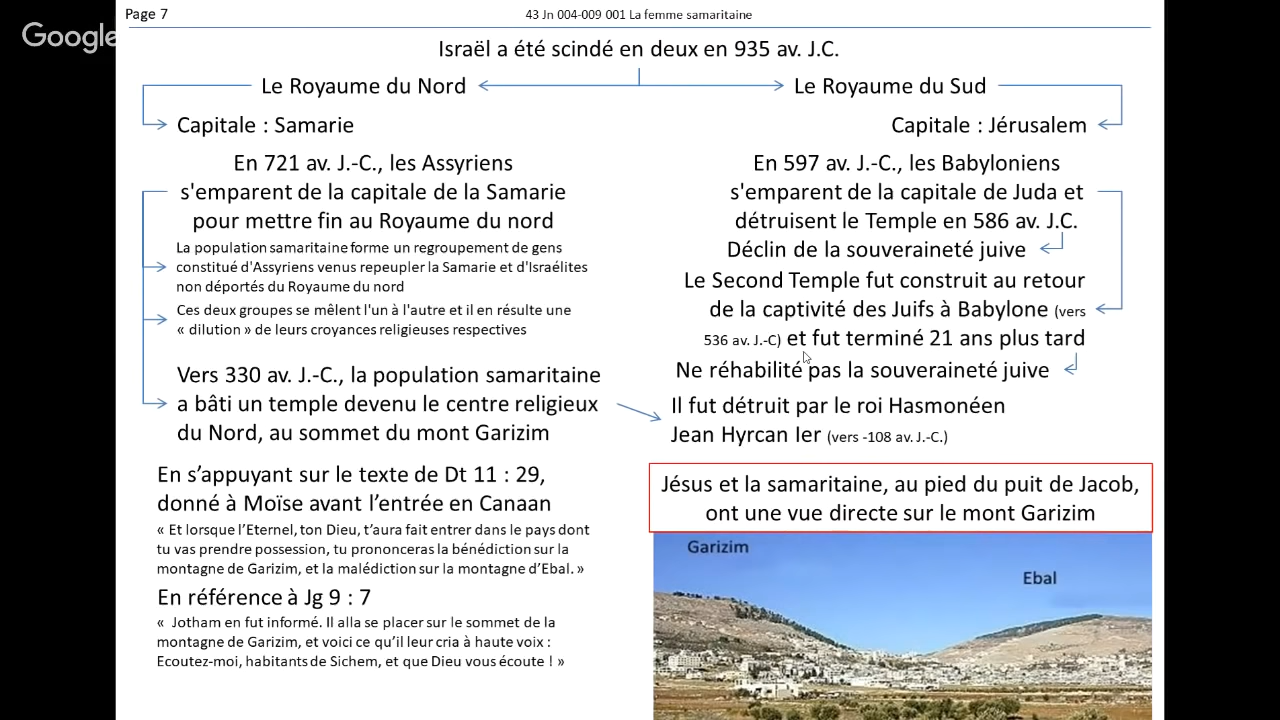 Google
Page 7
43 Jn 004-009 001 La femme samaritaine
Israël a été scindé en deux en 935 av. J.C.
Le Royaume du Nord
Le Royaume du Sud
Capitale : Samarie
Capitale : Jérusalem
En 721 av. J.-C., les Assyriens
s'emparent de la capitale de la Samarie
pour mettre fin au Royaume du nord
La population samaritaine forme un regroupement de gens
constitué d'Assyriens venus repeupler la Samarie et d'Israélites
non déportés du Royaume du nord
Ces deux groupes se mêlent l'un à l'autre et il en résulte une
« dilution » de leurs croyances religieuses respectives
Vers 330 av. J.-C., la population samaritaine
a bâti un temple devenu le centre religieux
du Nord, au sommet du mont Garizim
En s’appuyant sur le texte de Dt 11 : 29,
donné à Moïse avant l’entrée en Canaan
« Et lorsque l’Eternel, ton Dieu, t’aura fait entrer dans le pays dont
tu vas prendre possession, tu prononceras la bénédiction sur la
montagne de Garizim, et la malédiction sur la montagne d’Ebal. »
En référence à Jg 9 : 7
« Jotham en fut informé. Il alla se placer sur le sommet de la
montagne de Garizim, et voici ce qu’il leur cria à haute voix :
Ecoutez-moi, habitants de Sichem, et que Dieu vous écoute ! »
En 597 av. J.-C., les Babyloniens
s'emparent de la capitale de Juda et
détruisent le Temple en 586 av. J.C.
Déclin de la souveraineté juive
Le Second Temple fut construit au retour
de la captivité des Juifs à Babylone (vers
536 av. J.-C) et fut terminé 21 ans plus tard
Ne réhabilité pas la souveraineté juive
Il fut détruit par le roi Hasmonéen
Jean Hyrcan Ier (vers -108 av. J.-C.)
Jésus et la samaritaine, au pied du puit de Jacob,
ont une vue directe sur le mont Garizim
Garizim
Ebal